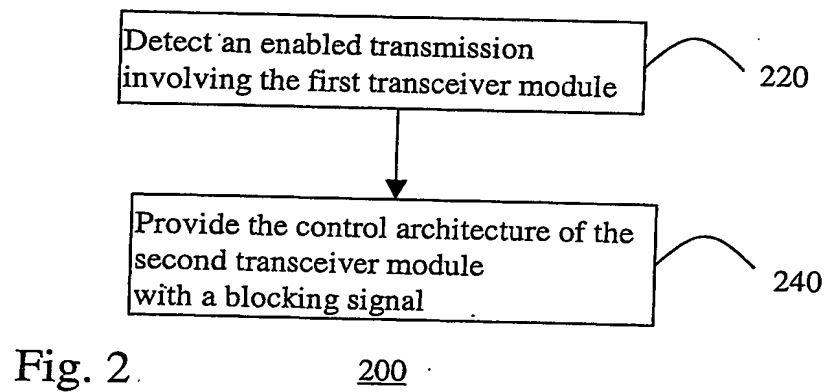 Detect an enabled transmission
involving the first transceiver module
220
Provide the control architecture of the
second transceiver module
with a blocking signal
240
Fig. 2
200